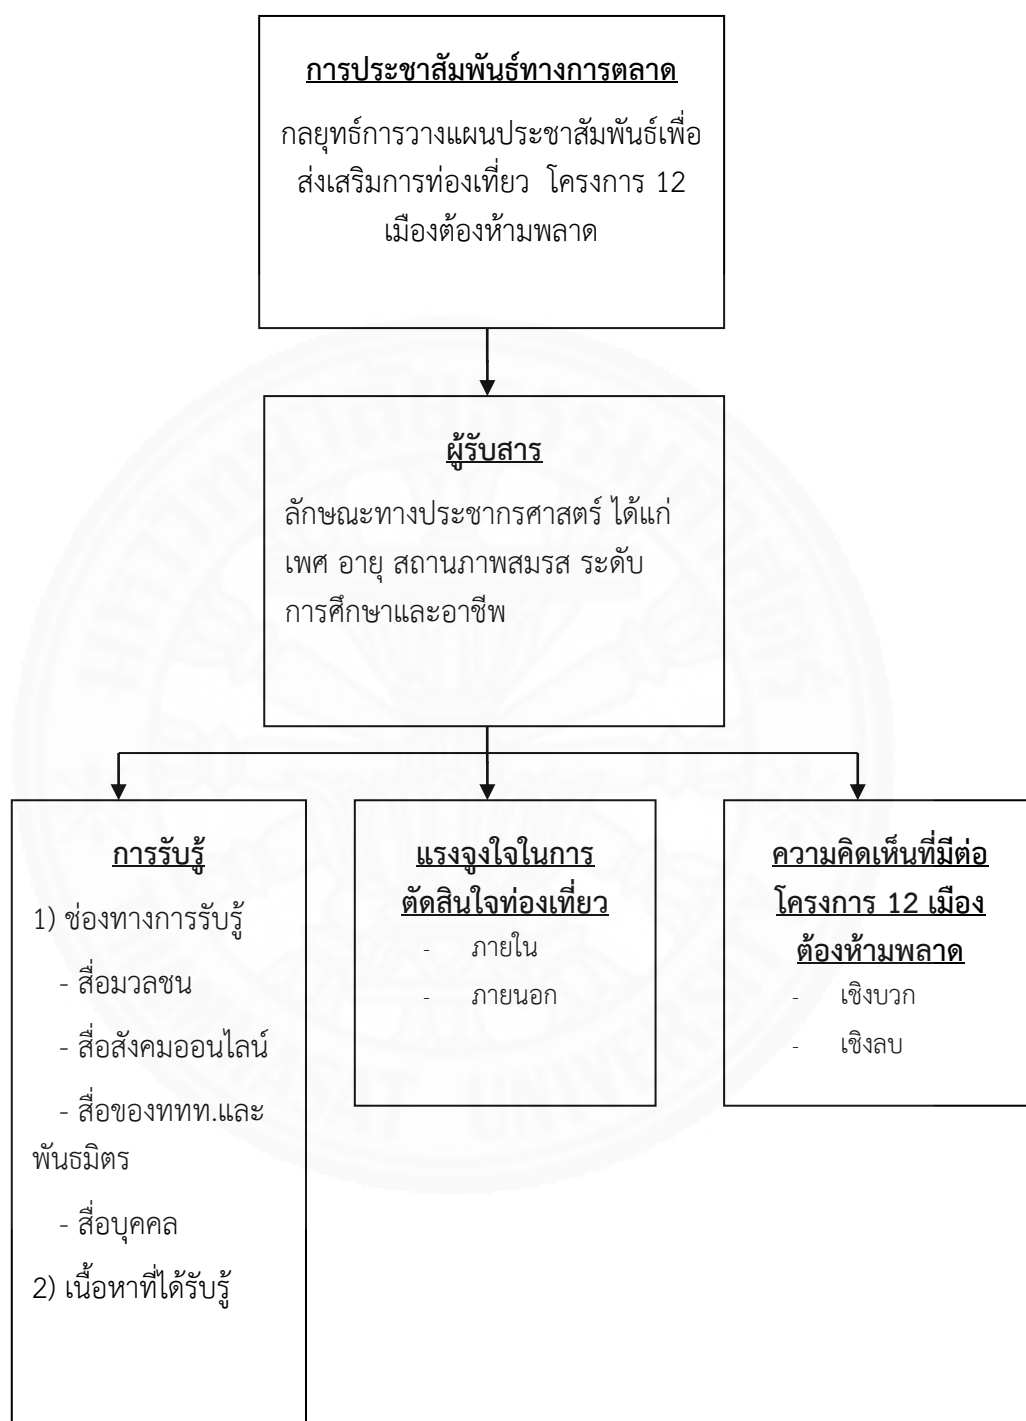 การประชาสัมพันธ์ทางการตลาด
กลยุทธ์การวางแผนประชาสัมพันธ์เพื่อ
ส่งเสริมการท่องเที่ยว โครงการ 12
เมืองต้องห้ามพลาด
ผู้รับสาร
ลักษณะทางประชากรศาสตร์ ได้แก่
เพศ อายุ สถานภาพสมรส ระดับ
การศึกษาและอาชีพ
การรับรู้
1) ช่องทางการรับรู้
- สื่อมวลชน
- สื่อสังคมออนไลน์
- สื่อของททท.และ
พันธมิตร
- สื่อบุคคล
2) เนื้อหาที่ได้รับรู้
แรงจูงใจในการ
ตัดสินใจท่องเที่ยว
- ภายใน
- ภายนอก
ความคิดเห็นที่มีต่อ
โครงการ 12 เมือง
ต้องห้ามพลาด
- เชิงบวก
- เชิงลบ